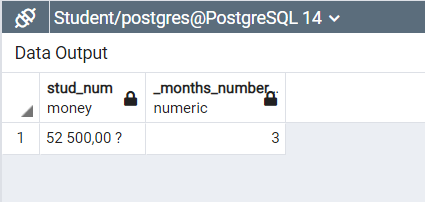 Student/postgres@PostgreSQL 14
Data Output
stud_num _months_number...
money numeric
1 52 500,00 ? 3